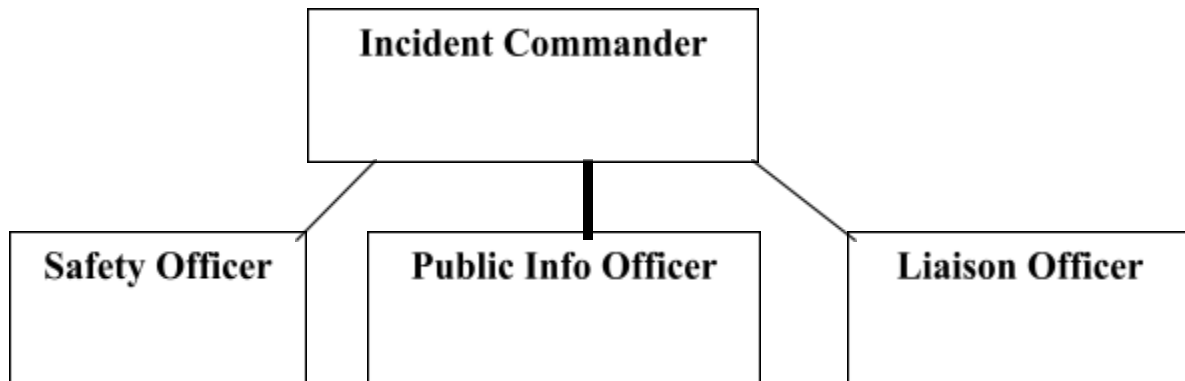 Incident Commander
Safety Officer
Public Info Officer
Liaison Officer